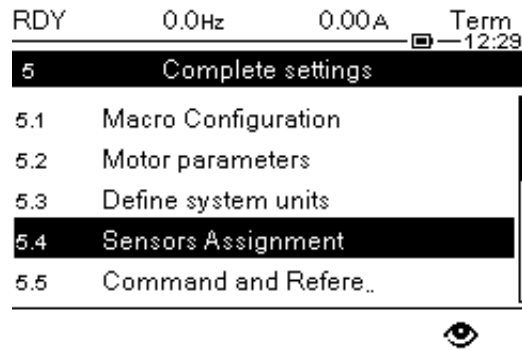 RDY 0.0Hz 0.00A Term
12:29
5 Complete settings
5.1 Macro Configuration
5.2 Motor parameters
5.3 Define system units
5.4 Sensors Assignment
5.5 Command and Refere..